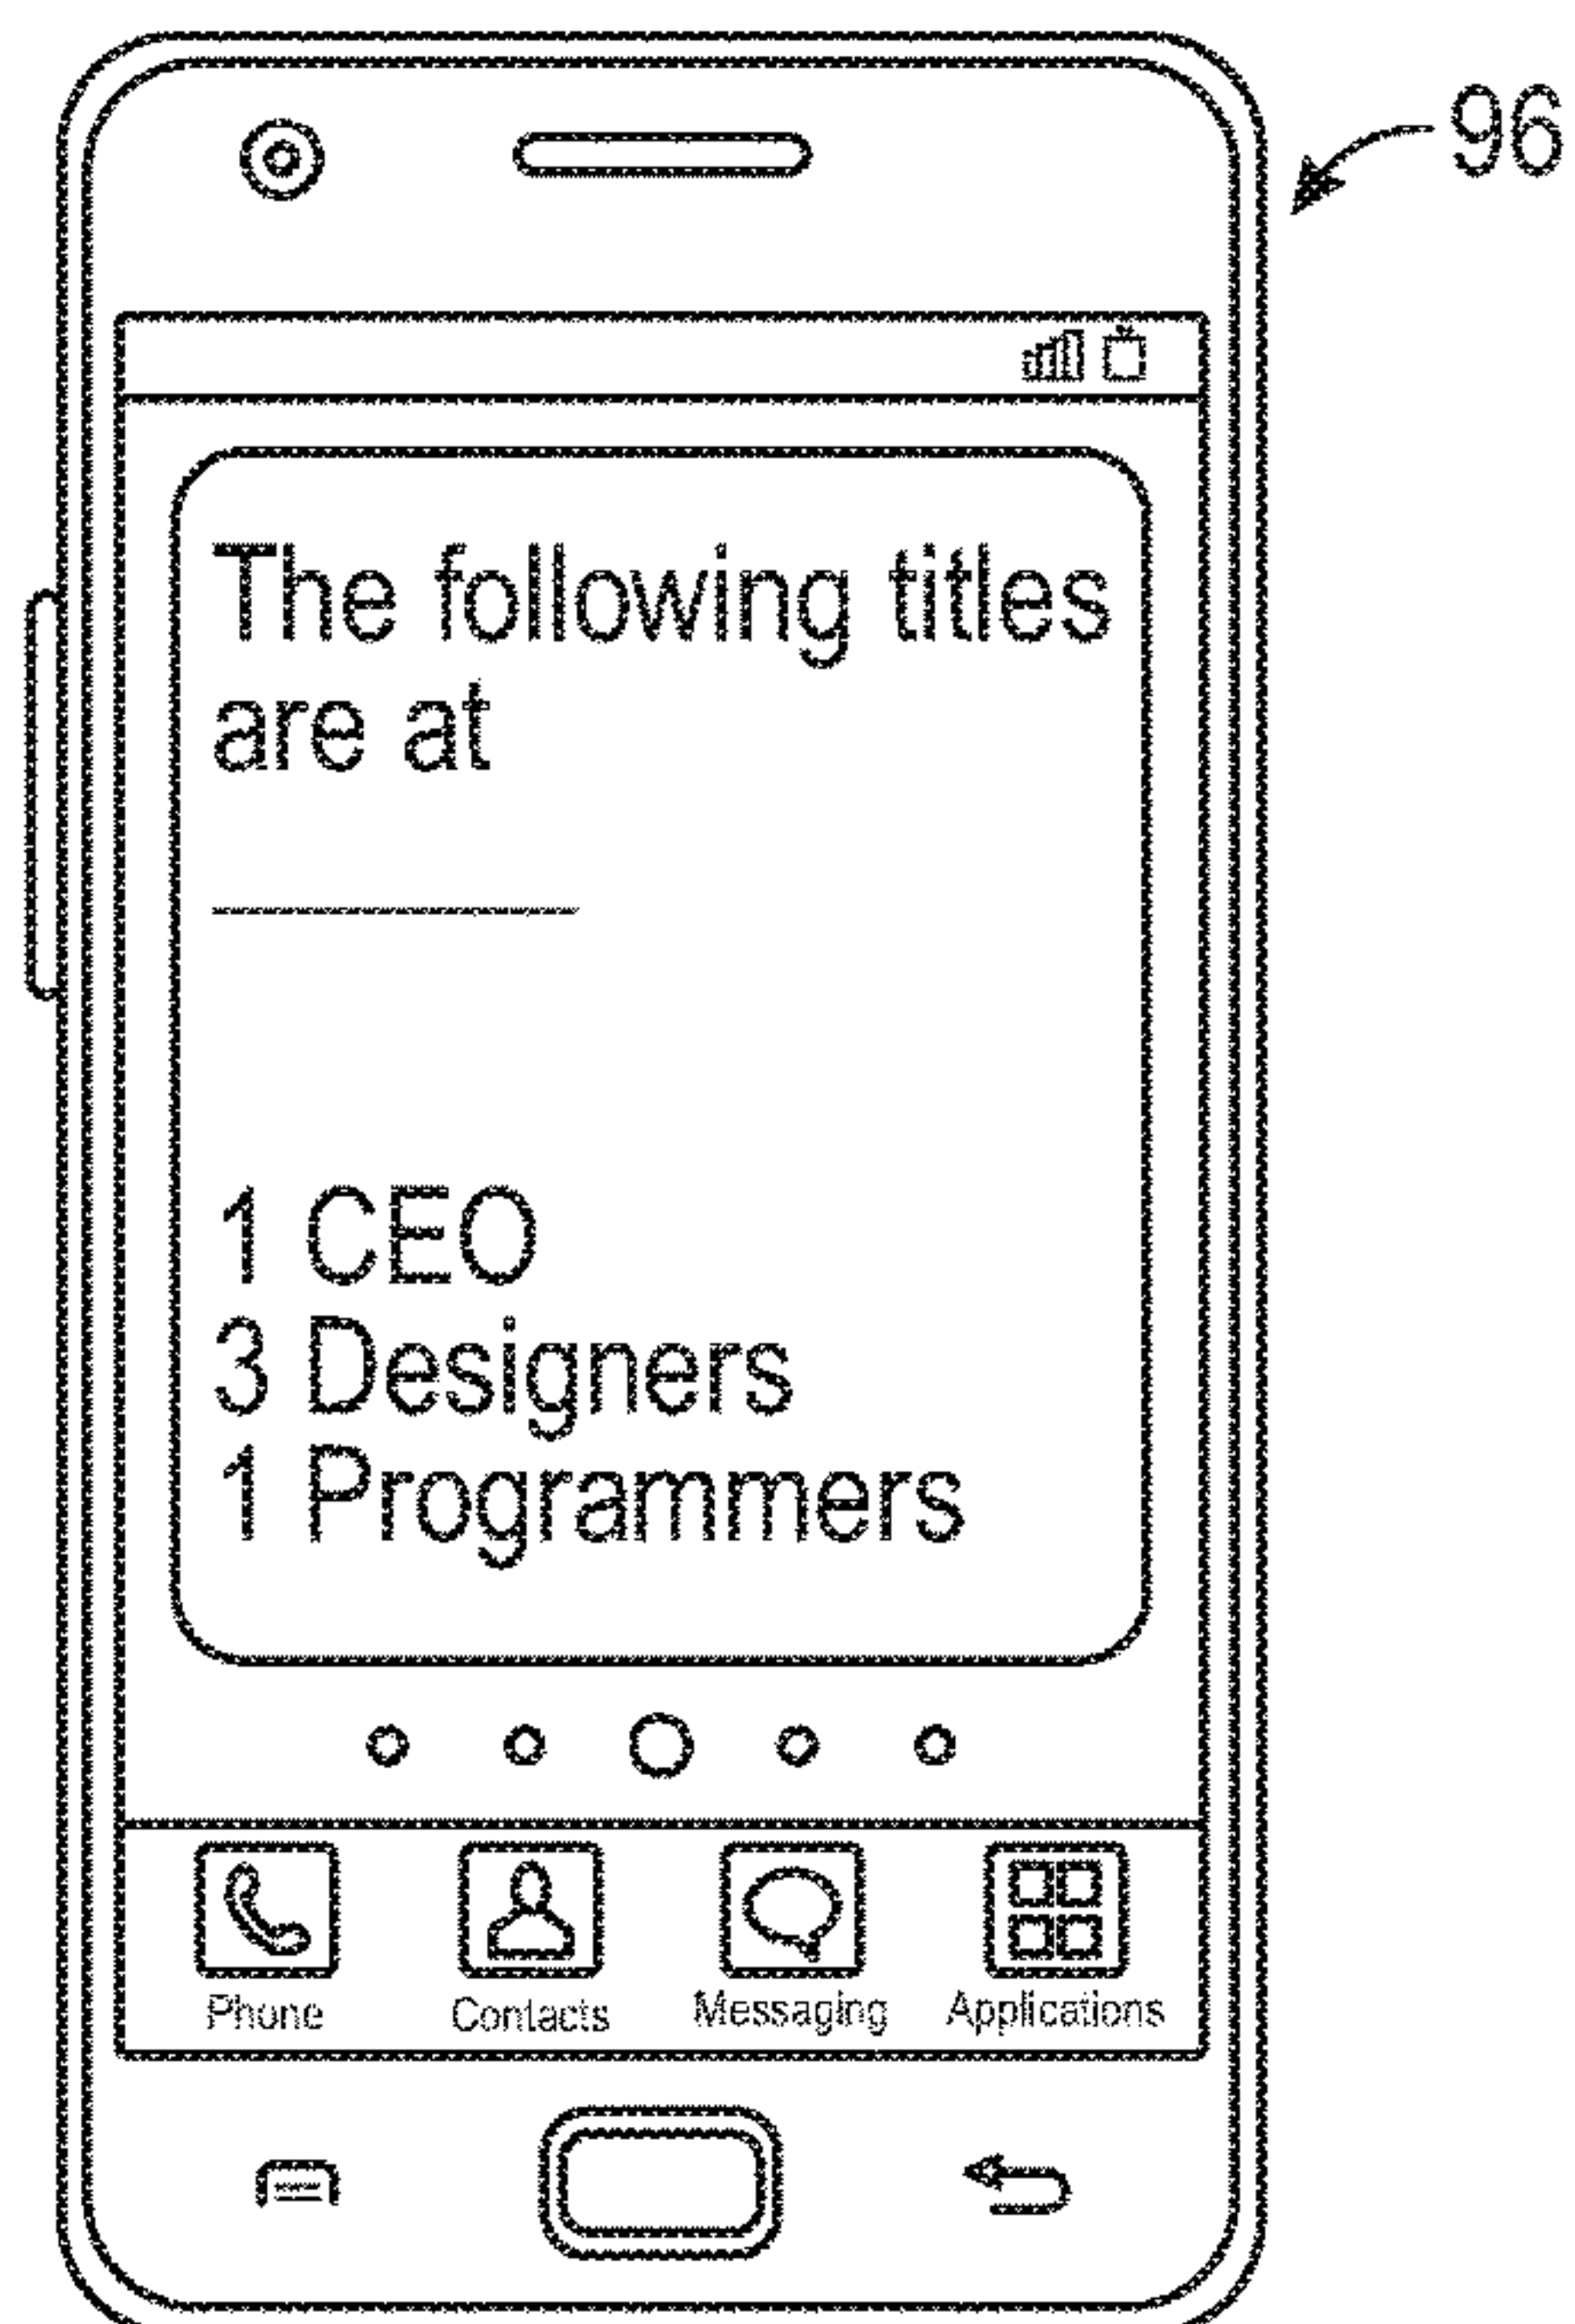 96
The following titles
are at
1 CEO
3 Designers
1 Programmers
Phone Contacts Messaging Applications